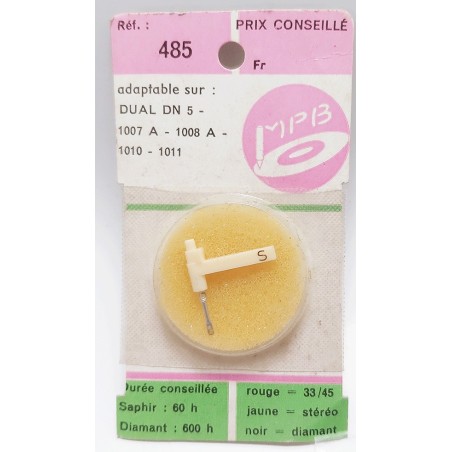 Réf. :
485
PRIX CONSEILLÉ
Fr
adaptable sur :
DUAL DN 5 -
1007 A - 1008 A -
1010 - 1011
MPB
S
Durée conseillée
Saphir : 60 h
Diamant : 600 h
rouge = 33/45
jaune = stéréo
noir = diamant